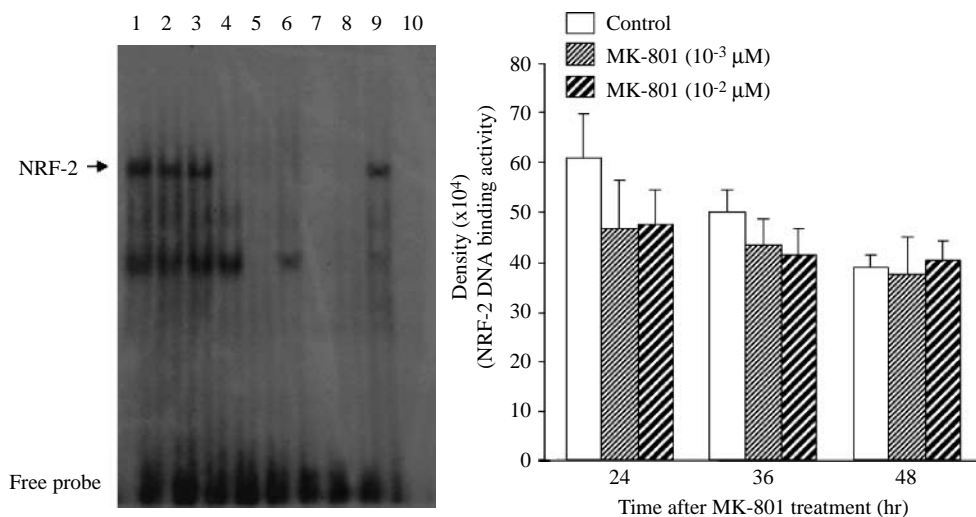 1 2 3 4 5 6 7 8 9 10
NRF-2
Free probe
Control
MK-801 (10⁻³ μM)
MK-801 (10⁻² μM)
Density (x10⁴)
(NRF-2 DNA binding activity)
80
70
60
50
40
30
20
10
0
24 36 48
Time after MK-801 treatment (hr)